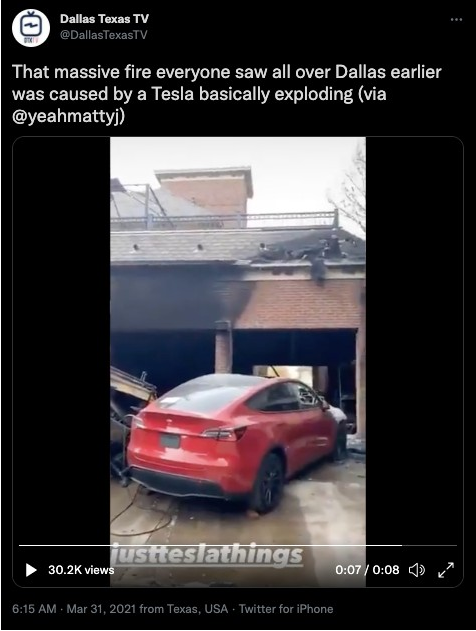 Dallas Texas TV
@DallasTexasTV
That massive fire everyone saw all over Dallas earlier
was caused by a Tesla basically exploding (via
@yeahmattyj)
justteslathings
30.2K views
0:07 / 0:08
6:15 AM · Mar 31, 2021 from Texas, USA · Twitter for iPhone